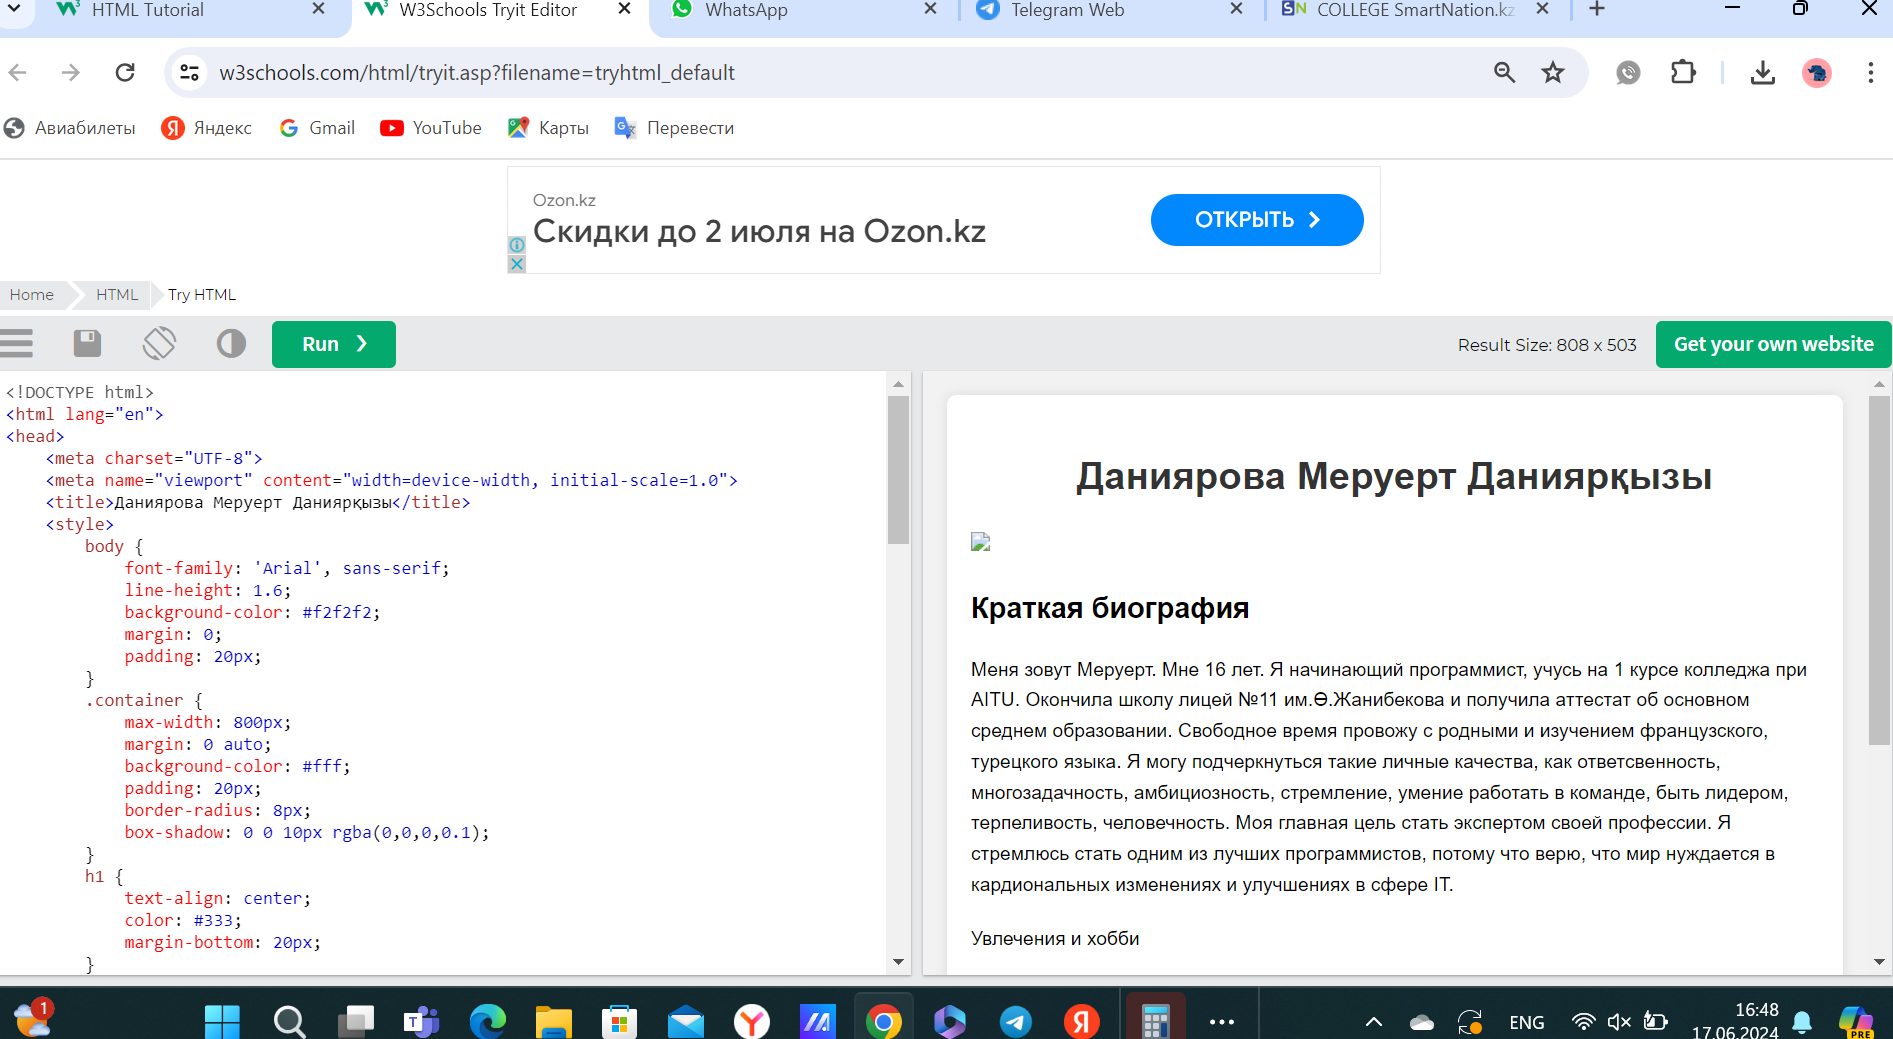 HTML Tutorial
W3Schools Tryit Editor
WhatsApp
Telegram Web
COLLEGE SmartNation.kz
w3schools.com/html/tryit.asp?filename=tryhtml_default
Авиабилеты
Яндекс
Gmail
YouTube
Карты
Перевести
Ozon.kz
Скидки до 2 июля на Ozon.kz
ОТКРЫТЬ
Home
HTML
Try HTML
Run ❯
Result Size: 808 x 503
Get your own website
<!DOCTYPE html>
<html lang="en">
<head>
<meta charset="UTF-8">
<meta name="viewport" content="width=device-width, initial-scale=1.0">
<title>Даниярова Меруерт Даниярқызы</title>
<style>
body {
font-family: 'Arial', sans-serif;
line-height: 1.6;
background-color: #f2f2f2;
margin: 0;
padding: 20px;
}
.container {
max-width: 800px;
margin: 0 auto;
background-color: #fff;
padding: 20px;
border-radius: 8px;
box-shadow: 0 0 10px rgba(0,0,0,0.1);
}
h1 {
text-align: center;
color: #333;
margin-bottom: 20px;
}
Даниярова Меруерт Даниярқызы
Краткая биография
Меня зовут Меруерт. Мне 16 лет. Я начинающий программист, учусь на 1 курсе колледжа при
AITU. Окончила школу лицей №11 им.Ө.Жанибекова и получила аттестат об основном
среднем образовании. Свободное время провожу с родными и изучением французского,
турецкого языка. Я могу подчеркнуться такие личные качества, как ответсвенность,
многозадачность, амбициозность, стремление, умение работать в команде, быть лидером,
терпеливость, человечность. Моя главная цель стать экспертом своей профессии. Я
стремлюсь стать одним из лучших программистов, потому что верю, что мир нуждается в
кардиональных изменениях и улучшениях в сфере IT.
Увлечения и хобби
1
ENG
16:48
17.06.2024
PRE